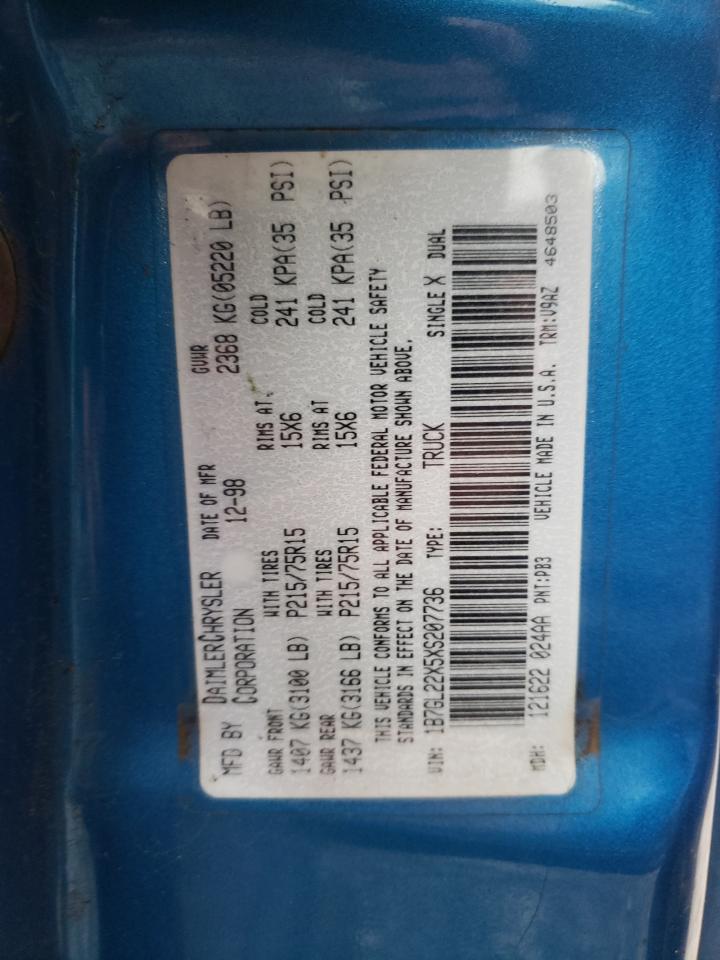 MFD BY DAIMLERCHRYSLER CORPORATION
DATE OF MFR 12-98
GVWR 2368 KG(05220 LB)
GAWR FRONT WITH TIRES RIMS AT COLD
1407 KG(3100 LB) P215/75R15 15X6 241 KPA(35 PSI)
GAWR REAR WITH TIRES RIMS AT COLD
1437 KG(3166 LB) P215/75R15 15X6 241 KPA(35 PSI)
THIS VEHICLE CONFORMS TO ALL APPLICABLE FEDERAL MOTOR VEHICLE SAFETY
STANDARDS IN EFFECT ON THE DATE OF MANUFACTURE SHOWN ABOVE.
VIN: 1B7GL22X5XS207736 TYPE: TRUCK SINGLE X DUAL
MDH: 121622 024AA PNT:PB3 VEHICLE MADE IN U.S.A. TRM:V9AZ 4648503